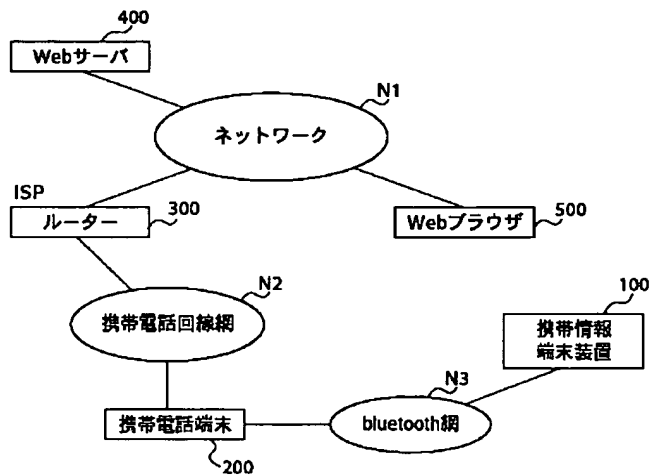 400
Webサーバ
N1
ネットワーク
ISP
ルーター
300
Webブラウザ
500
N2
携帯電話回線網
100
携帯情報
端末装置
N3
携帯電話端末
bluetooth網
200